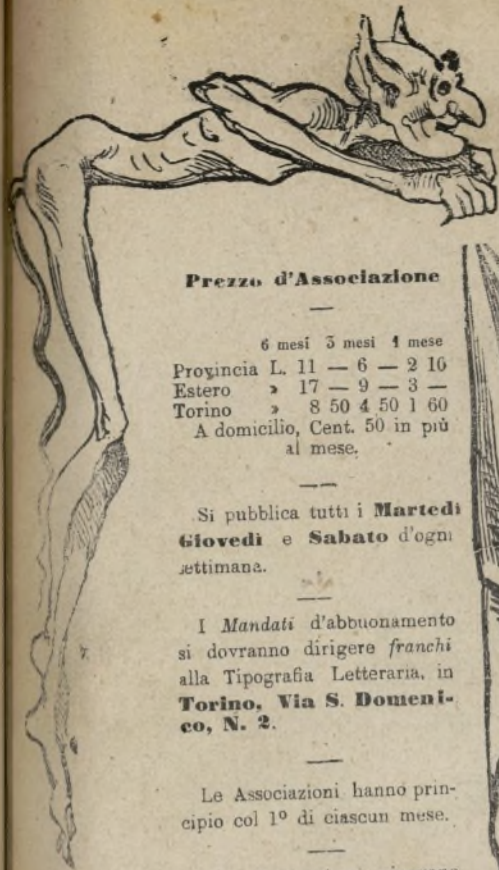 Prezzo d'Associazione
6 mesi 3 mesi 1 mese
Provincia L. 11 — 6 — 2 10
Estero » 17 — 9 — 3 —
Torino » 8 50 4 50 1 60
A domicilio, Cent. 50 in più
al mese.
Si pubblica tutti i Martedì
Giovedì e Sabato d'ogni
settimana.
I Mandati d'abbuonamento
si dovranno dirigere franchi
alla Tipografia Letteraria, in
Torino, Via S. Domeni-
co, N. 2.
Le Associazioni hanno prin-
cipio col 1º di ciascun mese.